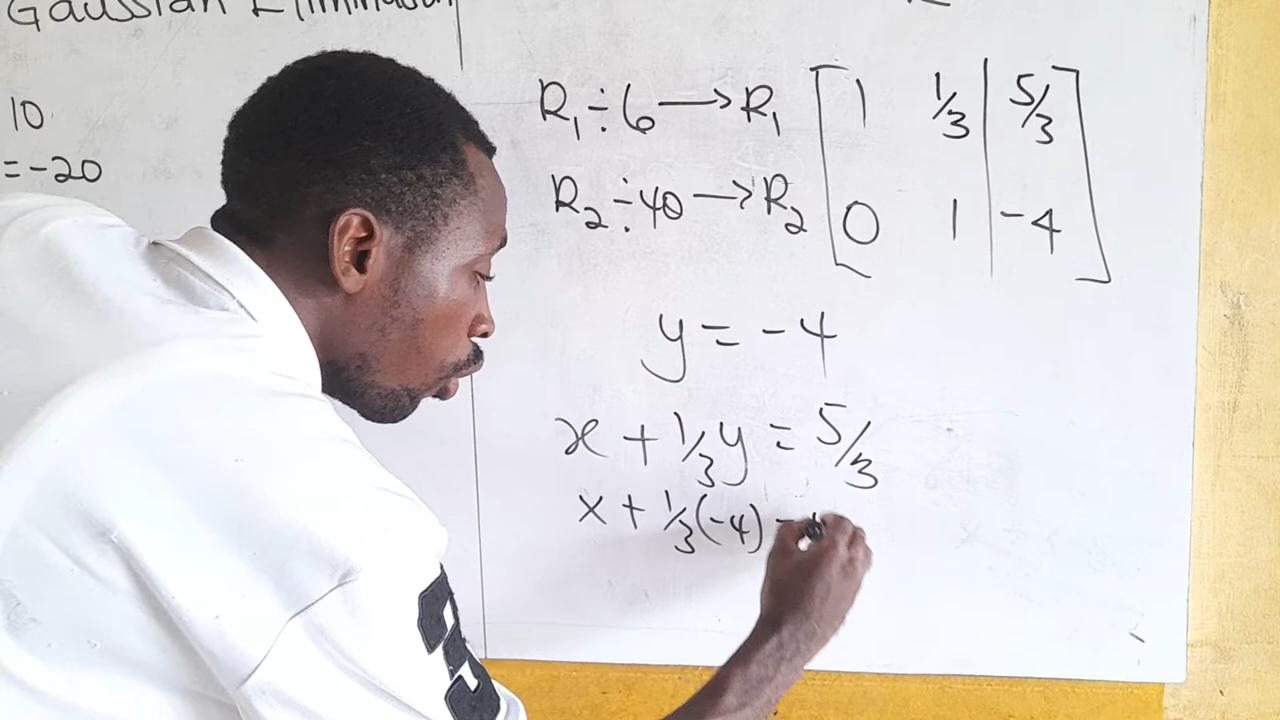 Gaussian Elimination
10
=-20
R₁÷6→R₁ [1 1/3 | 5/3]
R₂÷40→R₂ [0 1 | -4]
y = -4
x + 1/3y = 5/3
x + 1/3(-4) =